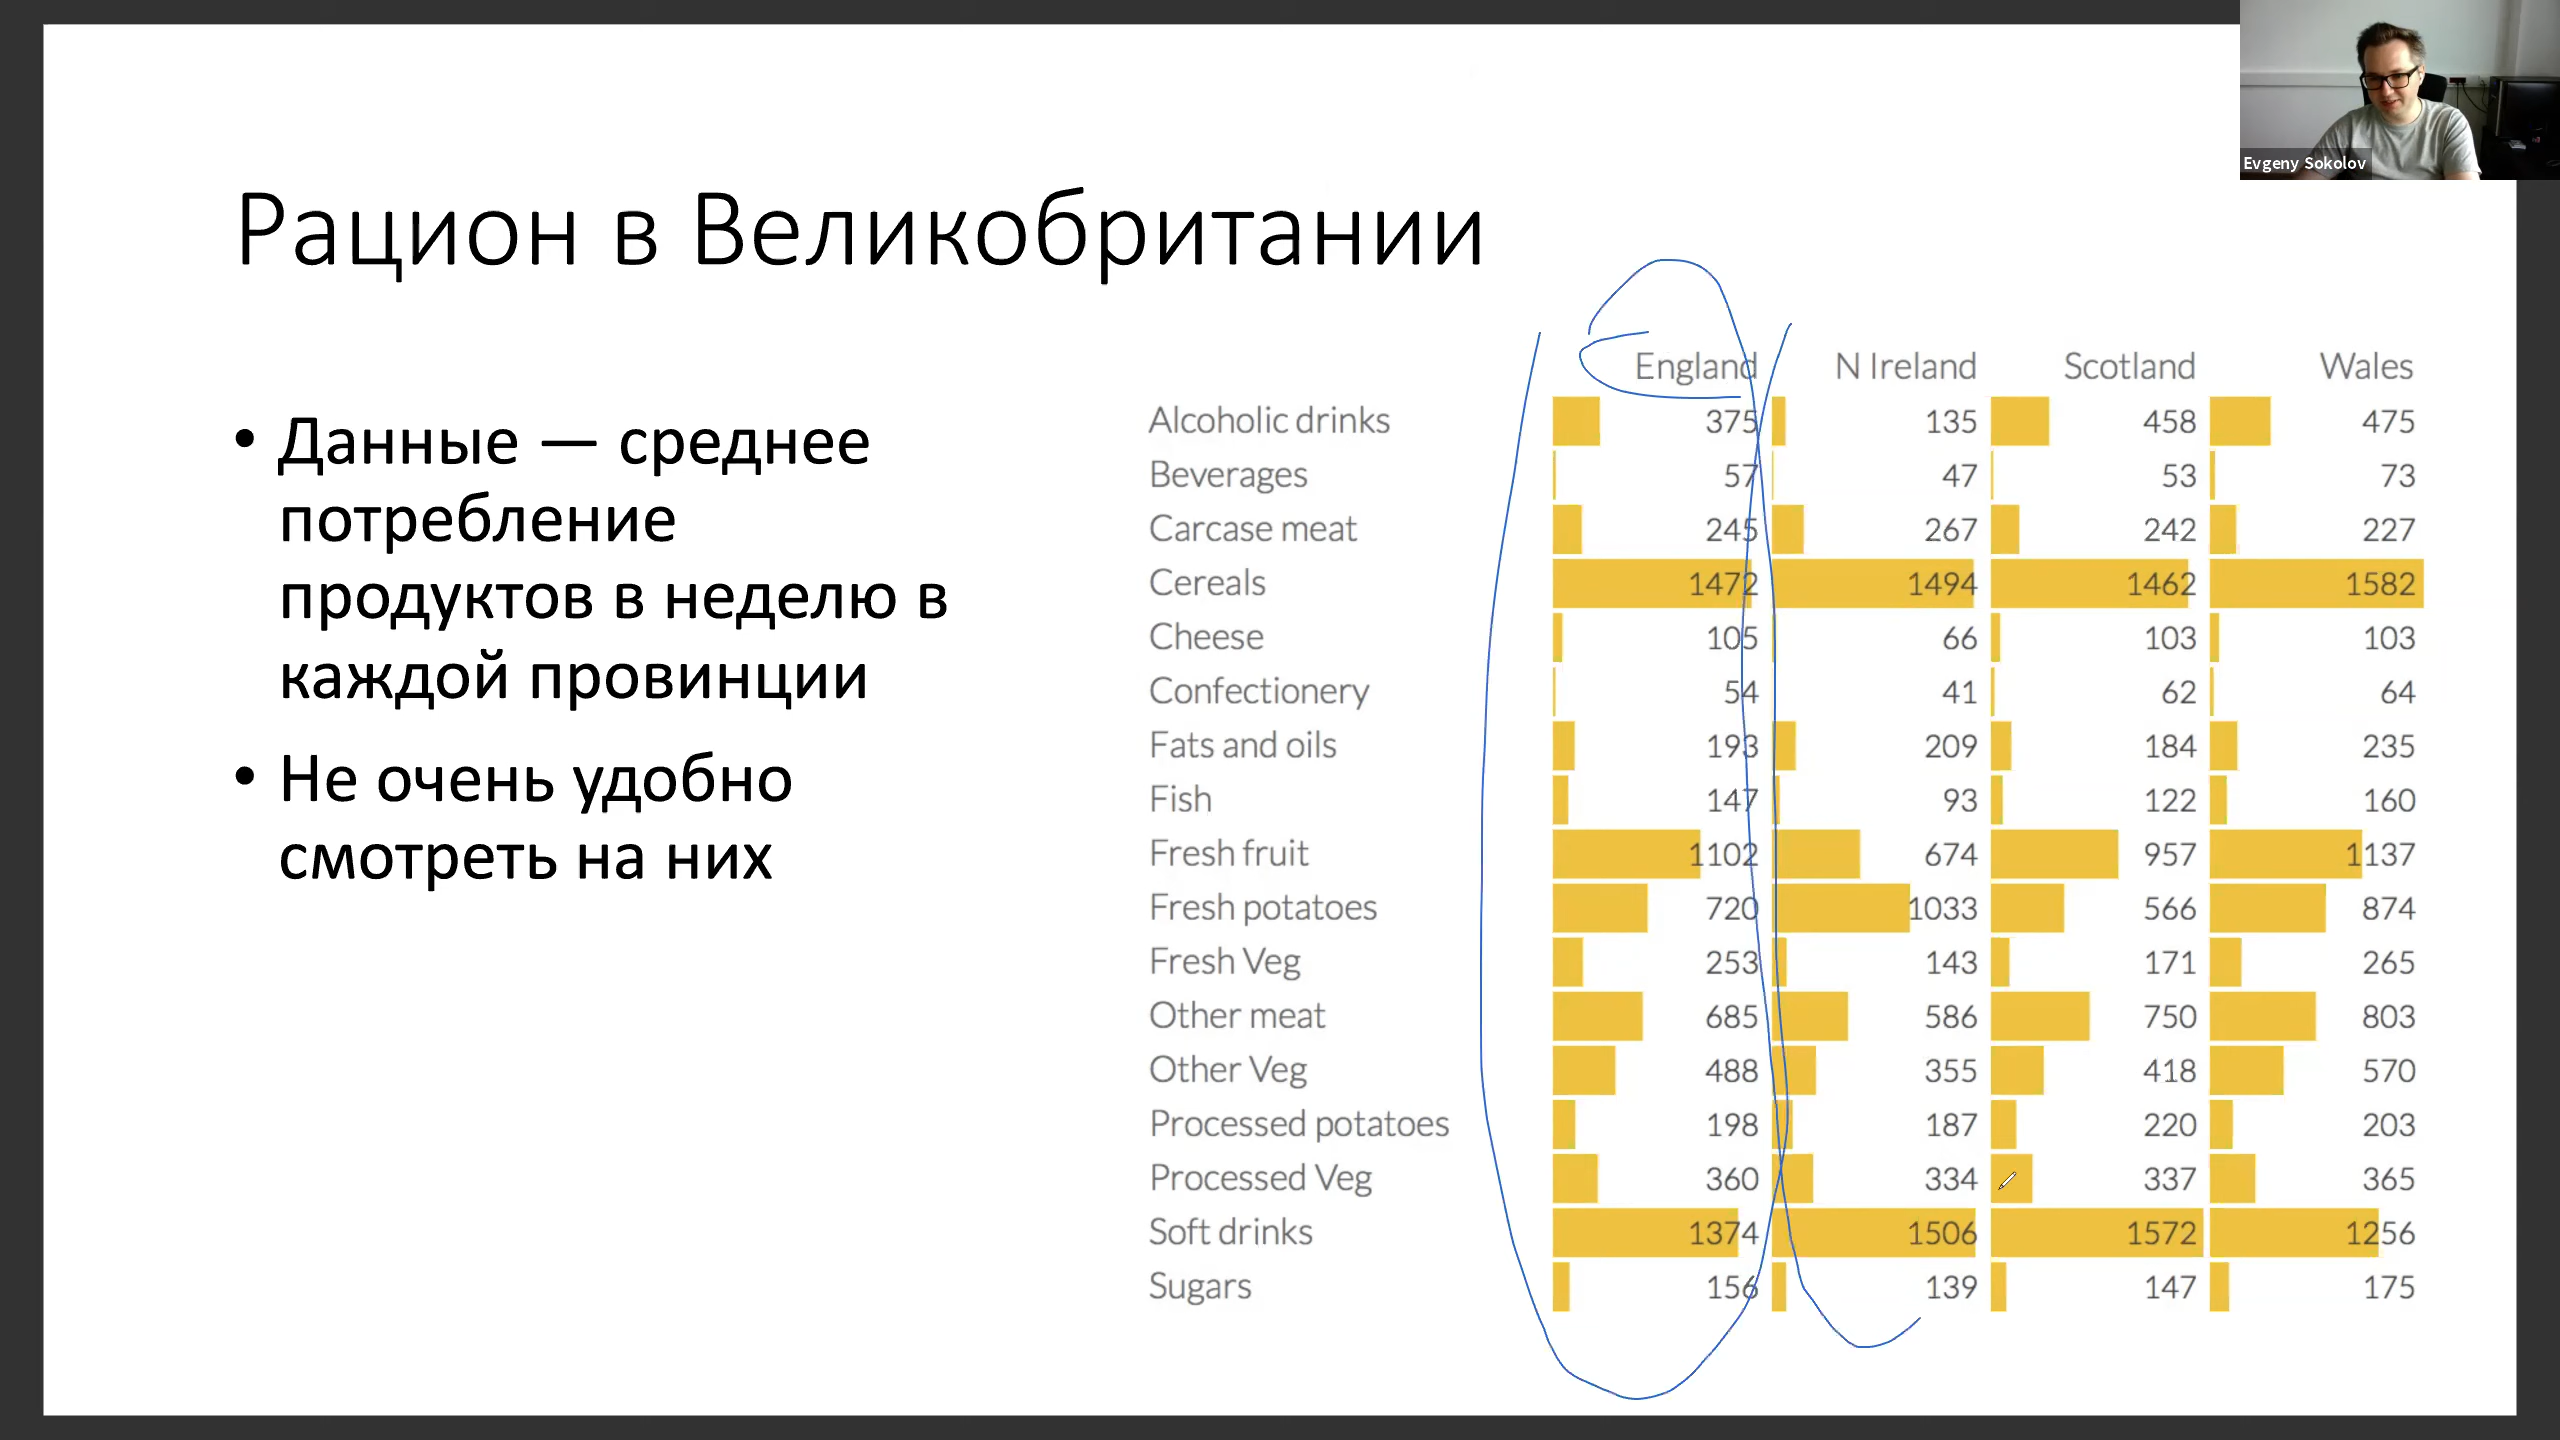 Evgeny Sokolov
Рацион в Великобритании
• Данные — среднее
потребление
продуктов в неделю в
каждой провинции
• Не очень удобно
смотреть на них
England N Ireland Scotland Wales
Alcoholic drinks 375 135 458 475
Beverages 57 47 53 73
Carcase meat 245 267 242 227
Cereals 1472 1494 1462 1582
Cheese 105 66 103 103
Confectionery 54 41 62 64
Fats and oils 193 209 184 235
Fish 147 93 122 160
Fresh fruit 1102 674 957 1137
Fresh potatoes 720 1033 566 874
Fresh Veg 253 143 171 265
Other meat 685 586 750 803
Other Veg 488 355 418 570
Processed potatoes 198 187 220 203
Processed Veg 360 334 337 365
Soft drinks 1374 1506 1572 1256
Sugars 156 139 147 175